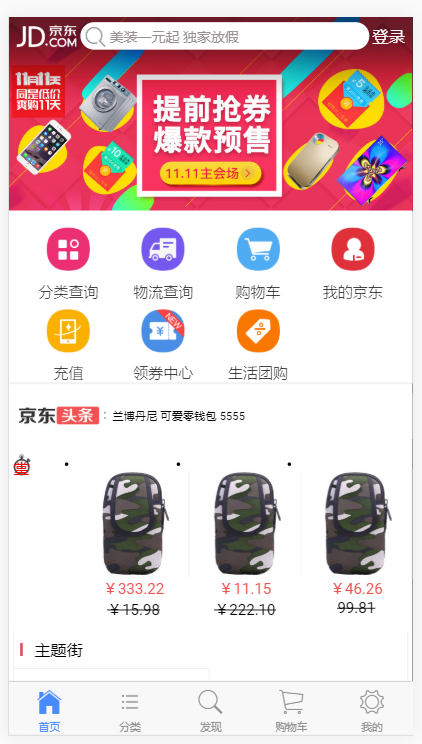 JD 京东 .COM
美装一元起 独家放假
登录
11月11天
同是低价
爽购11天
提前抢券
爆款预售
11.11主会场
分类查询
物流查询
购物车
我的京东
充值
NEW
领券中心
生活团购
京东 头条 : 兰博丹尼 可爱零钱包 5555
￥333.22
￥11.15
￥46.26
￥15.98
￥222.10
99.81
主题街
首页
分类
发现
购物车
我的